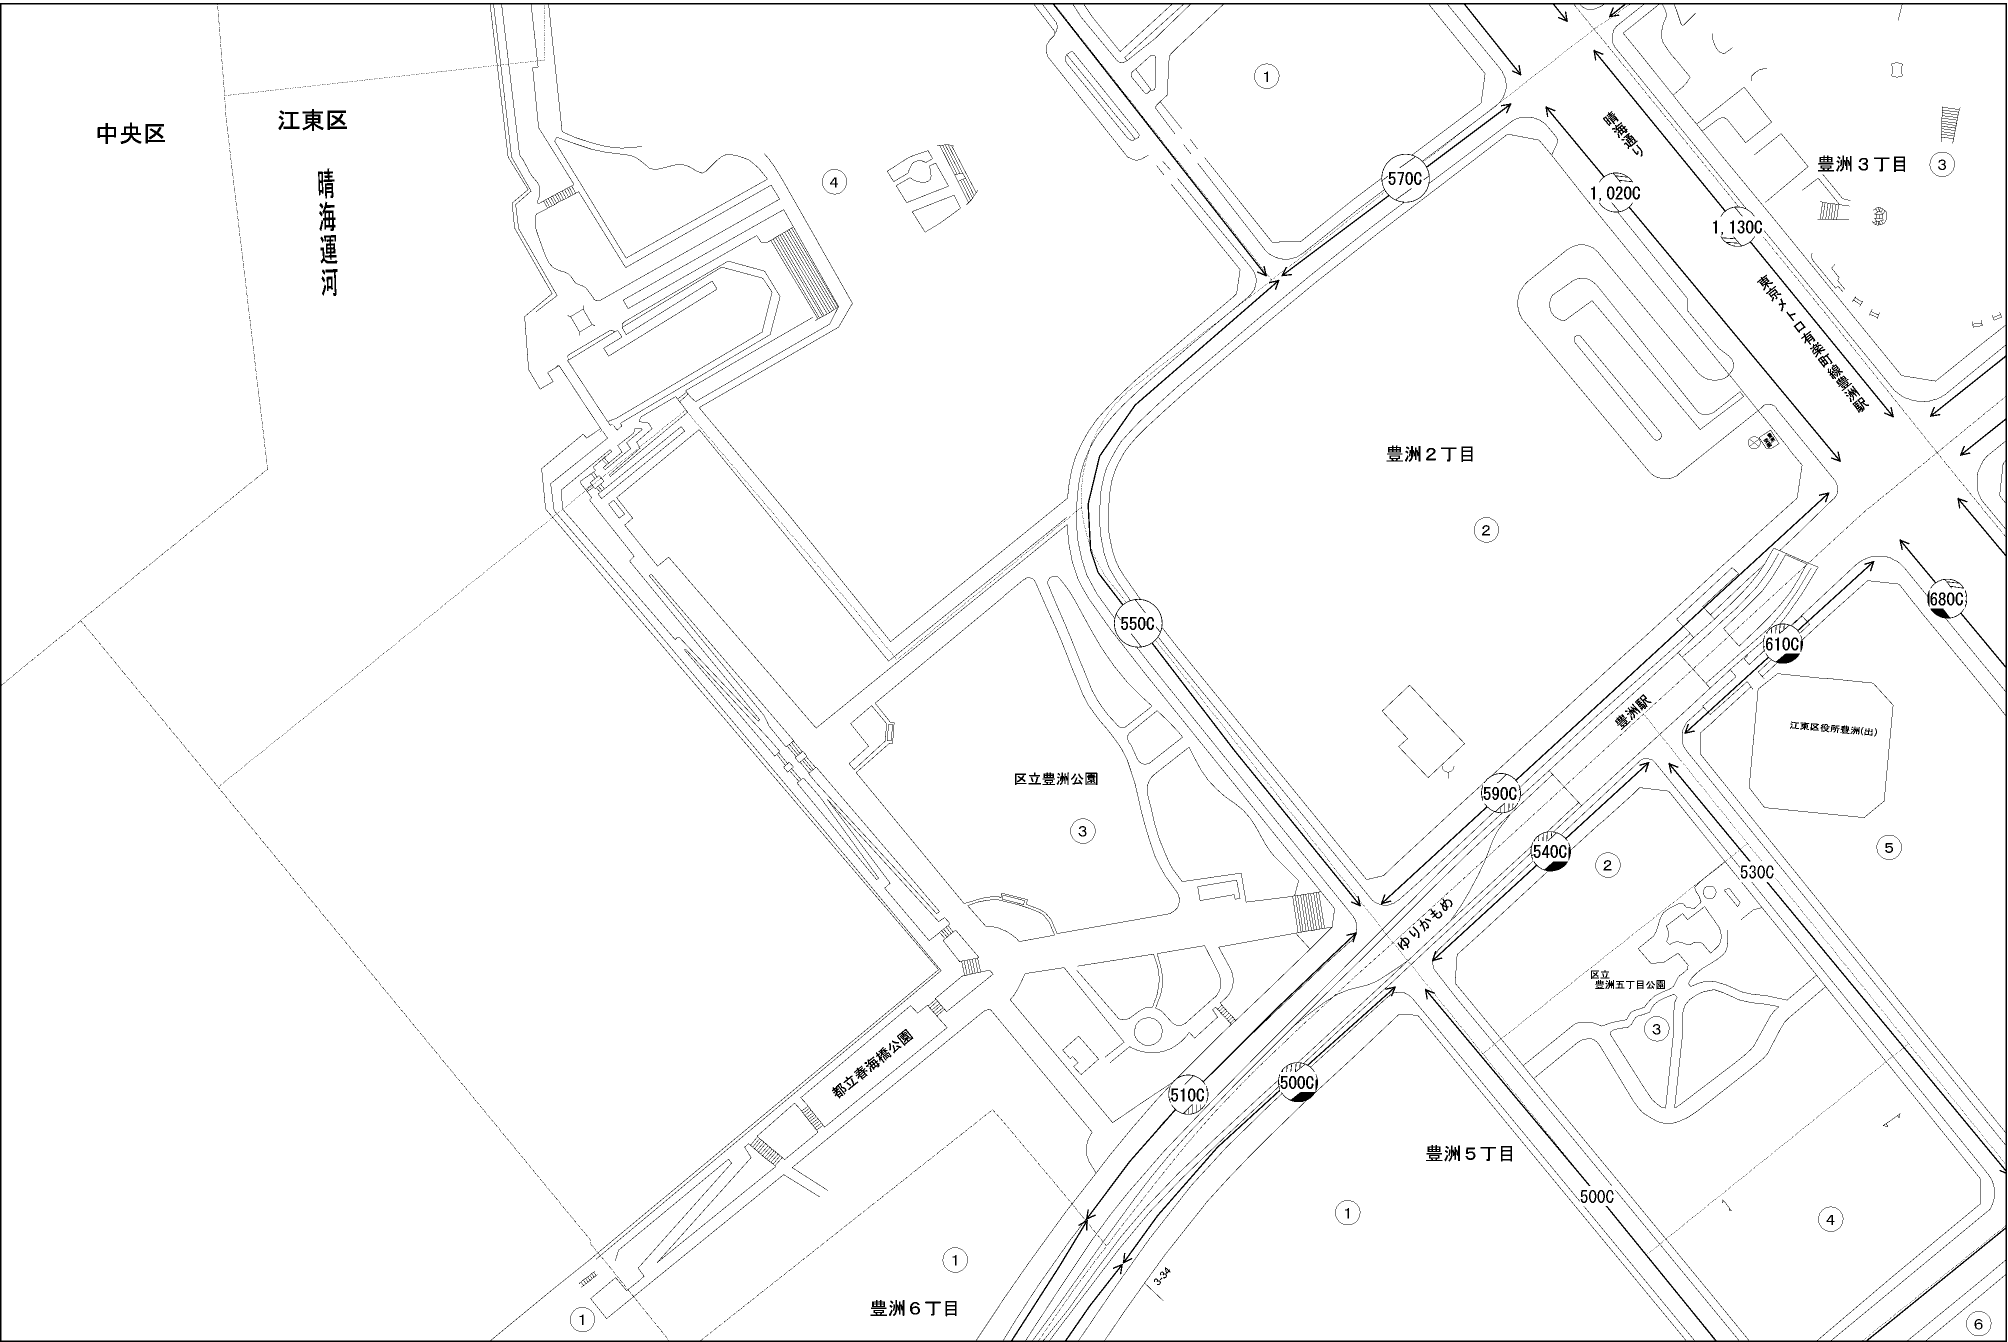 中央区
江東区
晴海運河
①
④
570C
晴海通り
1,020C
1,130C
豊洲3丁目
③
東京メトロ有楽町線豊洲駅
豊洲2丁目
②
550C
680C
610C
豊洲駅
江東区役所豊洲(出)
区立豊洲公園
③
590C
540C
②
530C
⑤
ゆりかもめ
区立
豊洲五丁目公園
③
都立春海橋公園
510C
500C
豊洲5丁目
①
500C
④
①
豊洲6丁目
3-34
①
⑥